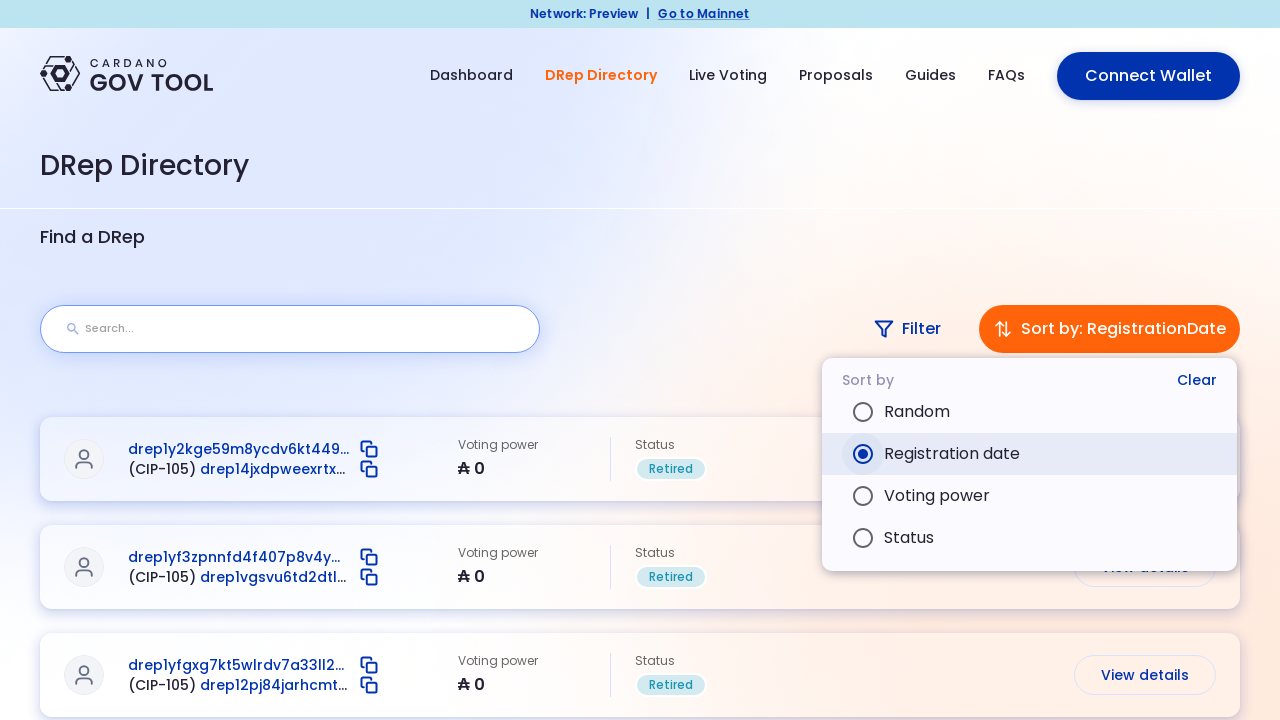 Network: Preview | Go to Mainnet
CARDANO
GOV TOOL
Dashboard
DRep Directory
Live Voting
Proposals
Guides
FAQs
Connect Wallet
DRep Directory
Find a DRep
Search...
Filter
Sort by: RegistrationDate
Sort by
Clear
Random
Registration date
Voting power
Status
drep1y2kge59m8ycdv6kt449...
(CIP-105) drep14jxdpweexrtx...
Voting power
₳ 0
Status
Retired
drep1yf3zpnnfd4f407p8v4y...
(CIP-105) drep1vgsvu6td2dtl...
Voting power
₳ 0
Status
Retired
View details
drep1yfgxg7kt5wlrdv7a33ll2...
(CIP-105) drep12pj84jarhcmt...
Voting power
₳ 0
Status
Retired
View details